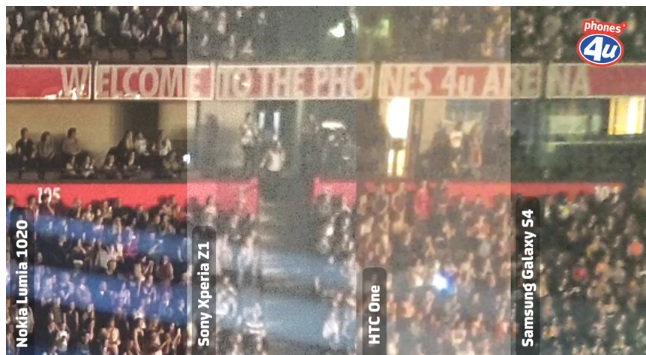 phones
4u
WELCOME TO THE PHONES 4u ARENA
105
Nokia Lumia 1020
Sony Xperia Z1
HTC One
Samsung Galaxy S4